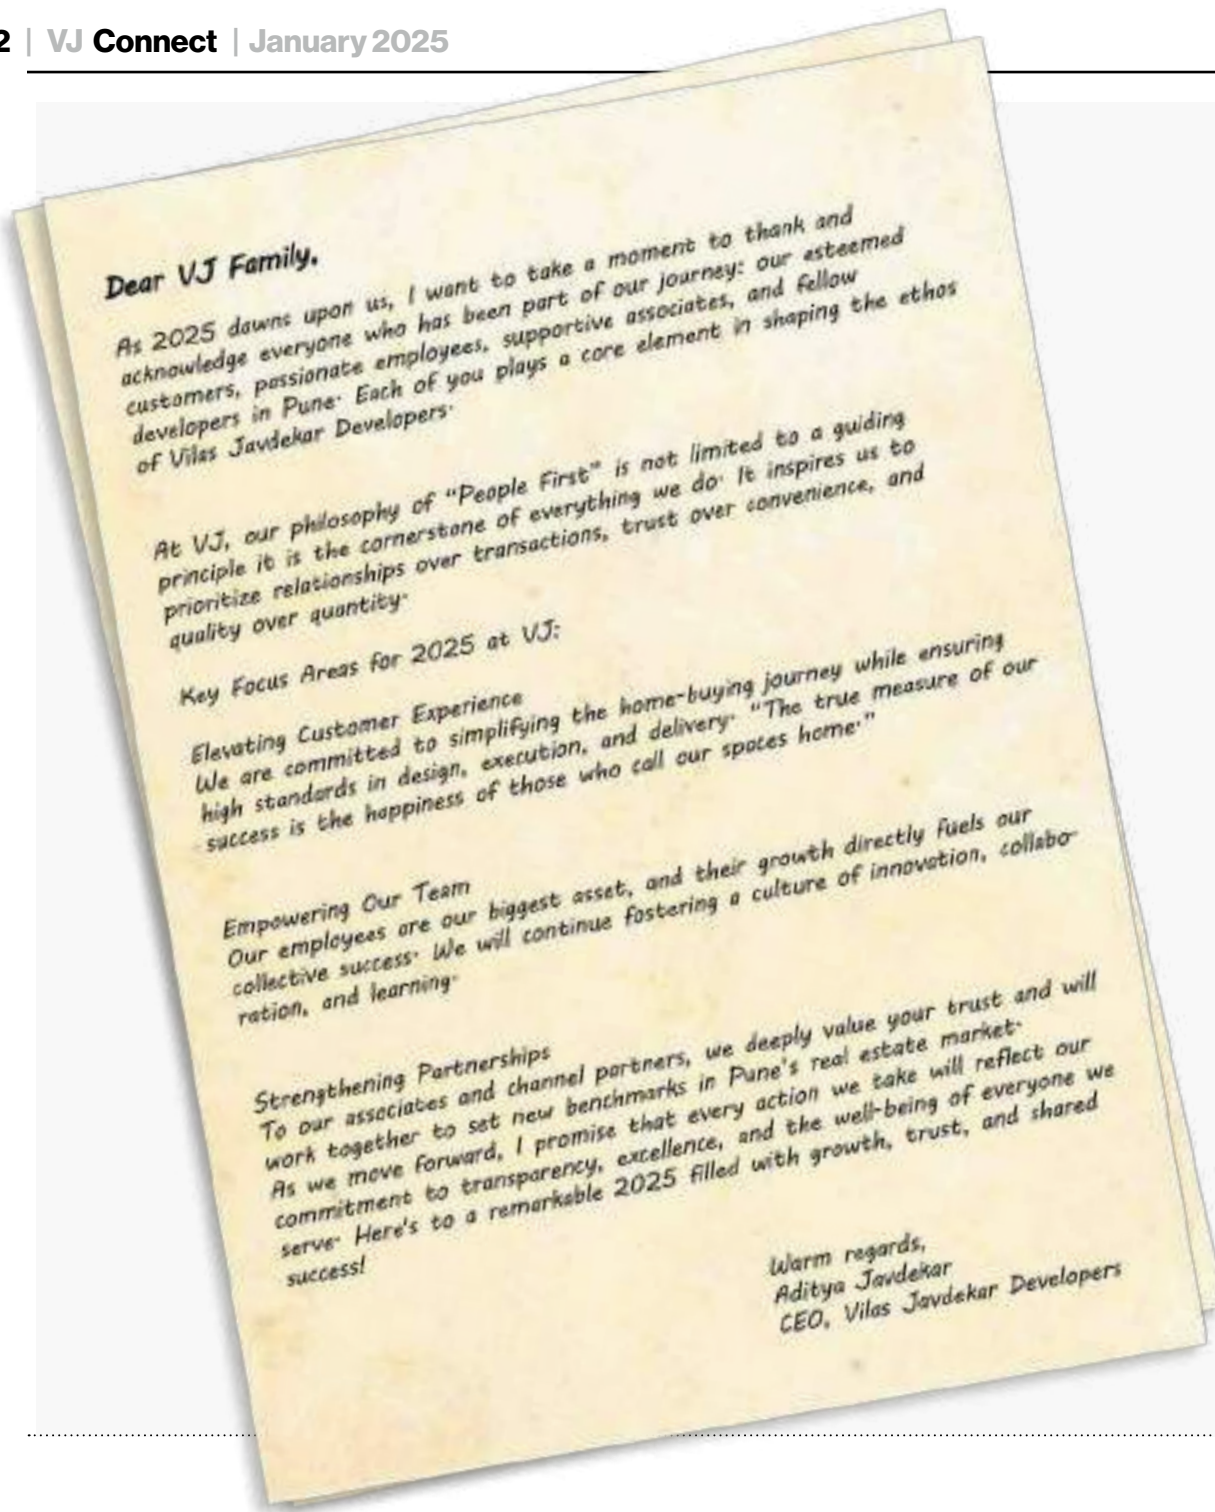 2 | VJ Connect | January 2025
Dear VJ Family,
As 2025 dawns upon us, I want to take a moment to thank and
acknowledge everyone who has been part of our journey: our esteemed
customers, passionate employees, supportive associates, and fellow
developers in Pune. Each of you plays a core element in shaping the ethos
of Vilas Javdekar Developers.
At VJ, our philosophy of “People First” is not limited to a guiding
principle it is the cornerstone of everything we do. It inspires us to
prioritize relationships over transactions, trust over convenience, and
quality over quantity.
Key Focus Areas for 2025 at VJ:
Elevating Customer Experience
We are committed to simplifying the home-buying journey while ensuring
high standards in design, execution, and delivery. “The true measure of our
success is the happiness of those who call our spaces home.”
Empowering Our Team
Our employees are our biggest asset, and their growth directly fuels our
collective success. We will continue fostering a culture of innovation, collabo-
ration, and learning.
Strengthening Partnerships
To our associates and channel partners, we deeply value your trust and will
work together to set new benchmarks in Pune's real estate market.
As we move forward, I promise that every action we take will reflect our
commitment to transparency, excellence, and the well-being of everyone we
serve. Here's to a remarkable 2025 filled with growth, trust, and shared
success!
Warm regards,
Aditya Javdekar
CEO, Vilas Javdekar Developers